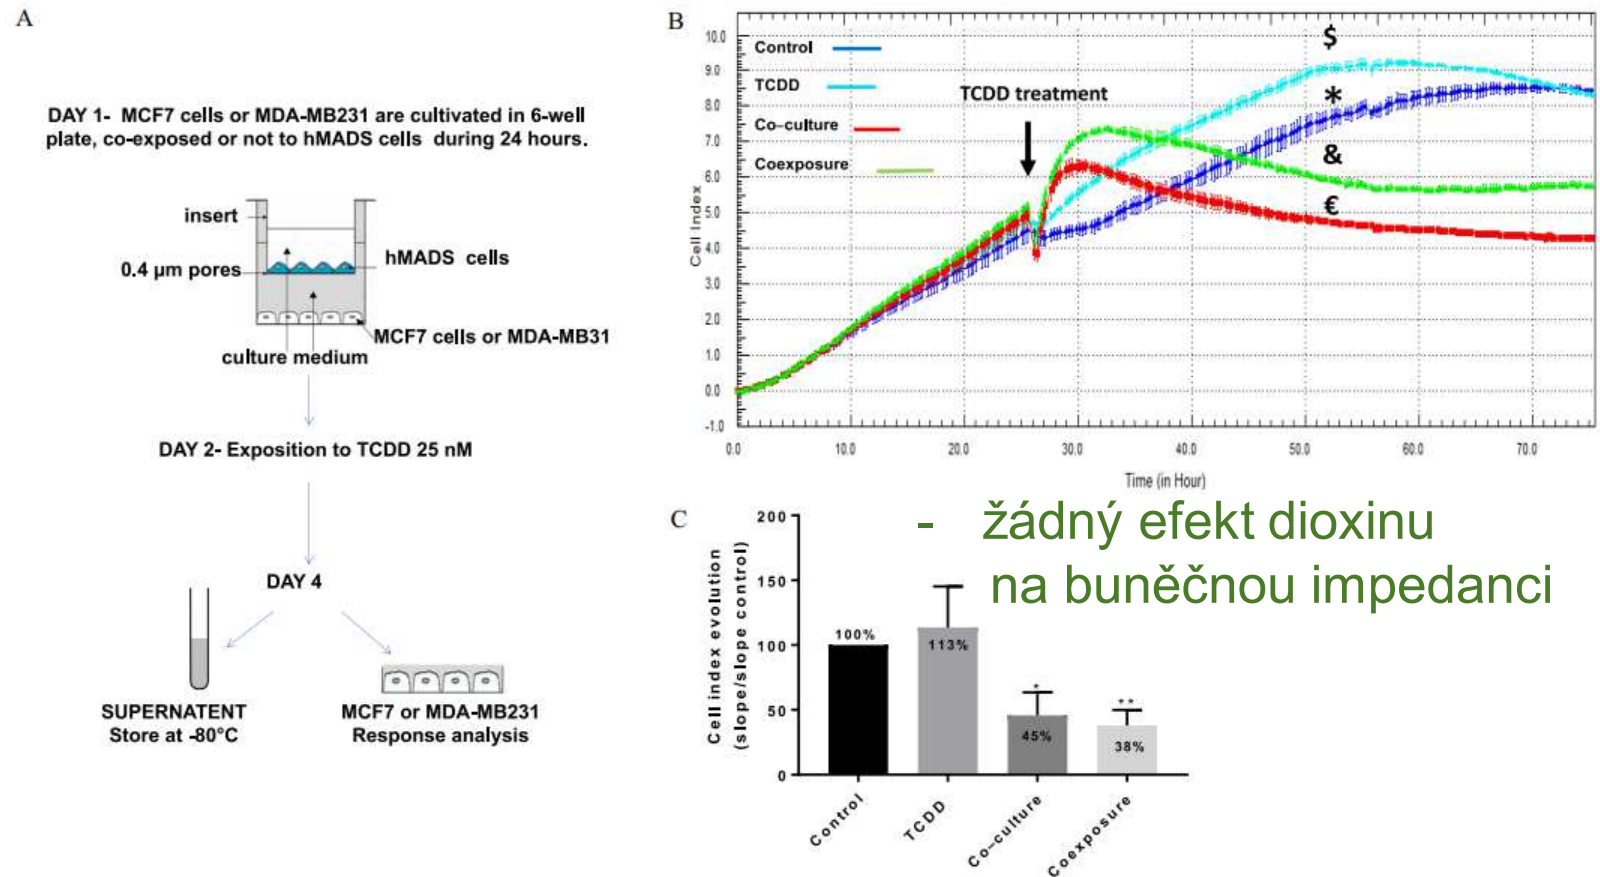 A
DAY 1-  MCF7 cells or MDA-MB231 are cultivated in 6-well
plate, co-exposed or not to hMADS cells  during 24 hours.
insert
hMADS  cells
0.4 µm pores
MCF7 cells or MDA-MB31
culture medium
DAY 2- Exposition to TCDD 25 nM
DAY 4
SUPERNATENT
Store at -80°C
MCF7 or MDA-MB231
Response analysis
B
Control
TCDD
Co–culture
Coexposure
TCDD treatment
$
*
&
€
Cell Index
10.0
9.0
8.0
7.0
6.0
5.0
4.0
3.0
2.0
1.0
0.0
-1.0
0.0 10.0 20.0 30.0 40.0 50.0 60.0 70.0
Time (in Hour)
- žádný efekt dioxinu
na buněčnou impedanci
C
Cell index evolution
(slope/slope control)
200
150
100
50
0
100%
113%
*
45%
**
38%
Control
TCDD
Co–culture
Coexposure